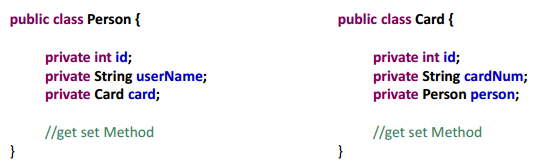 public class Person {
private int id;
private String userName;
private Card card;
//get set Method
}
public class Card {
private int id;
private String cardNum;
private Person person;
//get set Method
}